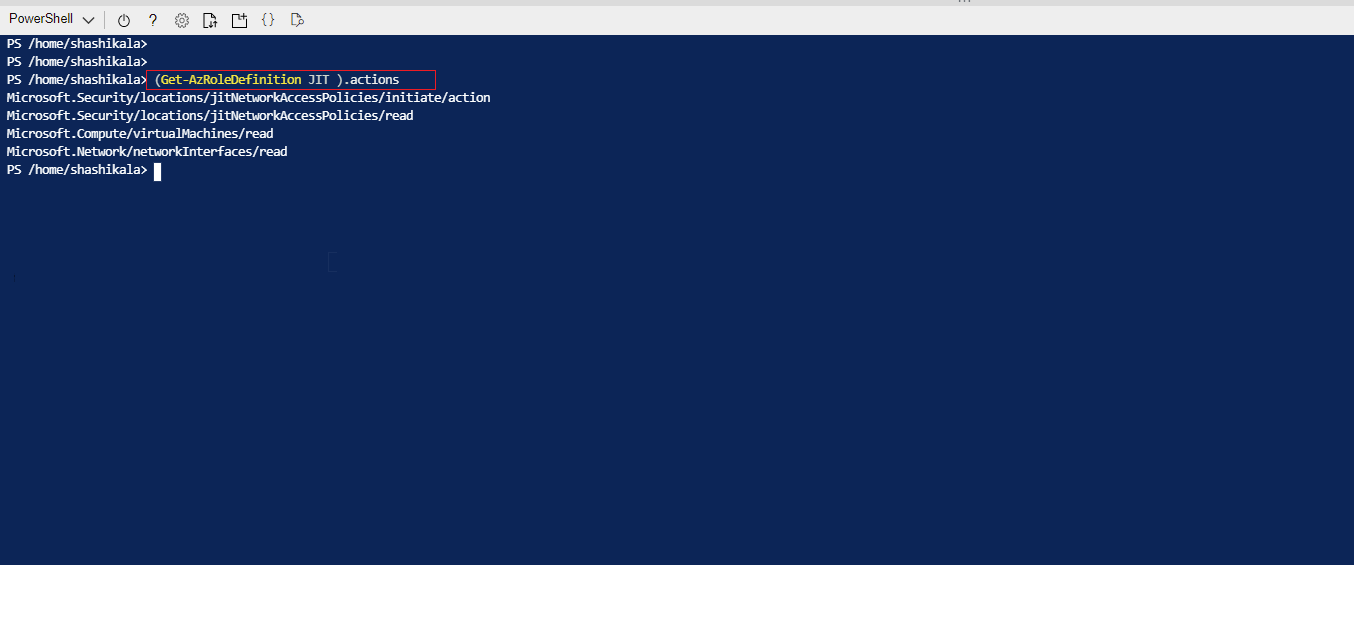 PowerShell
PS /home/shashikala>
PS /home/shashikala>
PS /home/shashikala> (Get-AzRoleDefinition JIT ).actions
Microsoft.Security/locations/jitNetworkAccessPolicies/initiate/action
Microsoft.Security/locations/jitNetworkAccessPolicies/read
Microsoft.Compute/virtualMachines/read
Microsoft.Network/networkInterfaces/read
PS /home/shashikala>